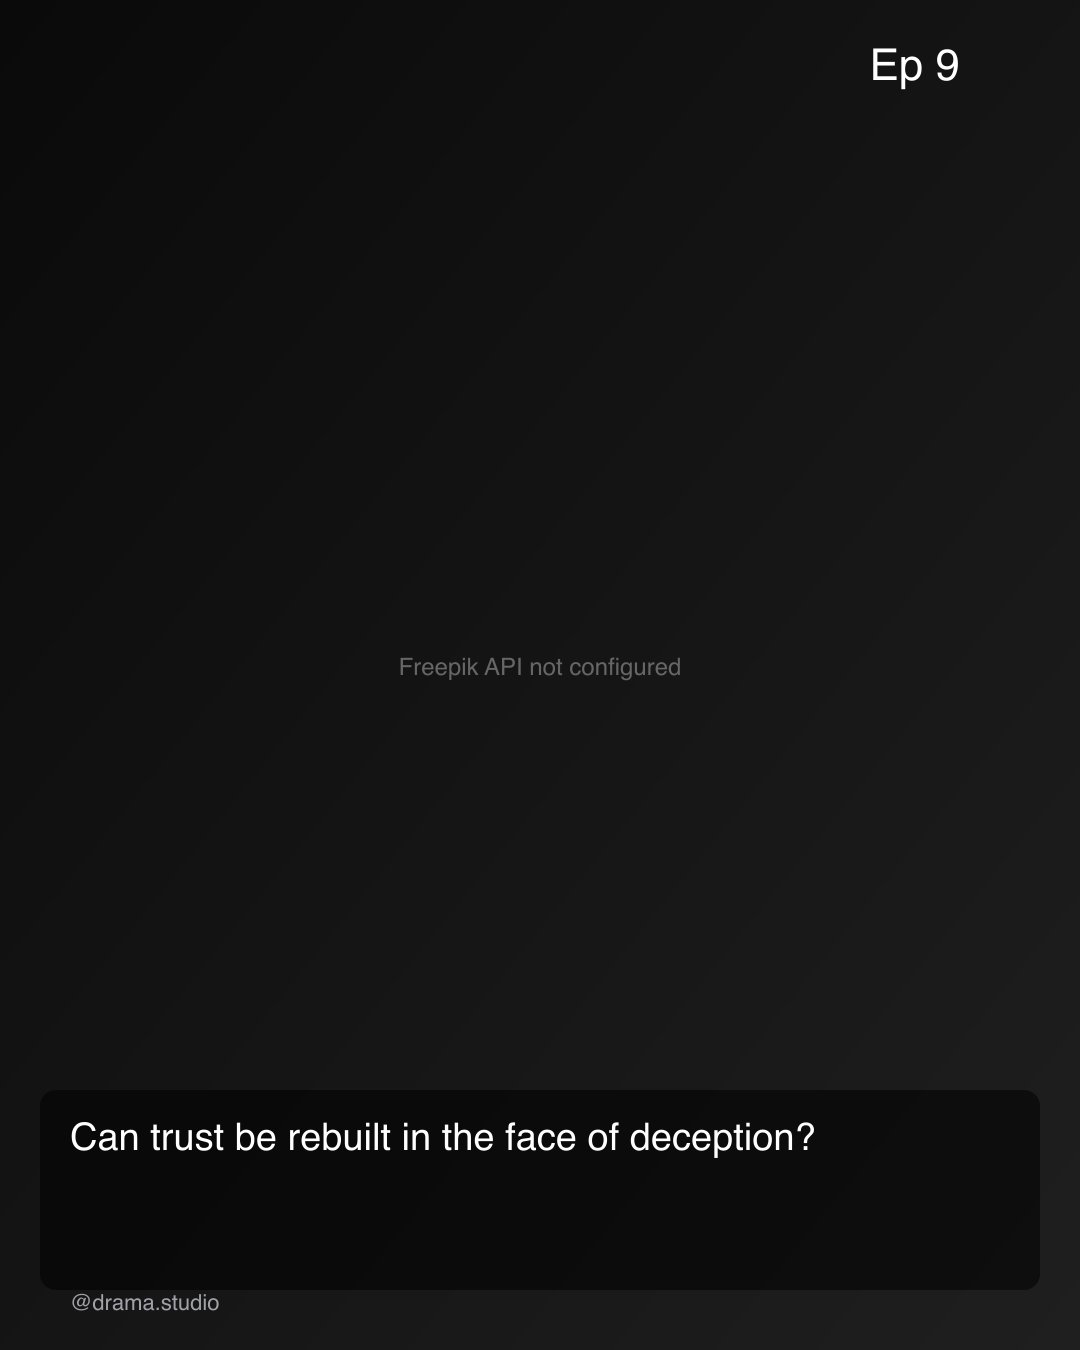 Ep 9
Freepik API not configured
Can trust be rebuilt in the face of deception?
@drama.studio